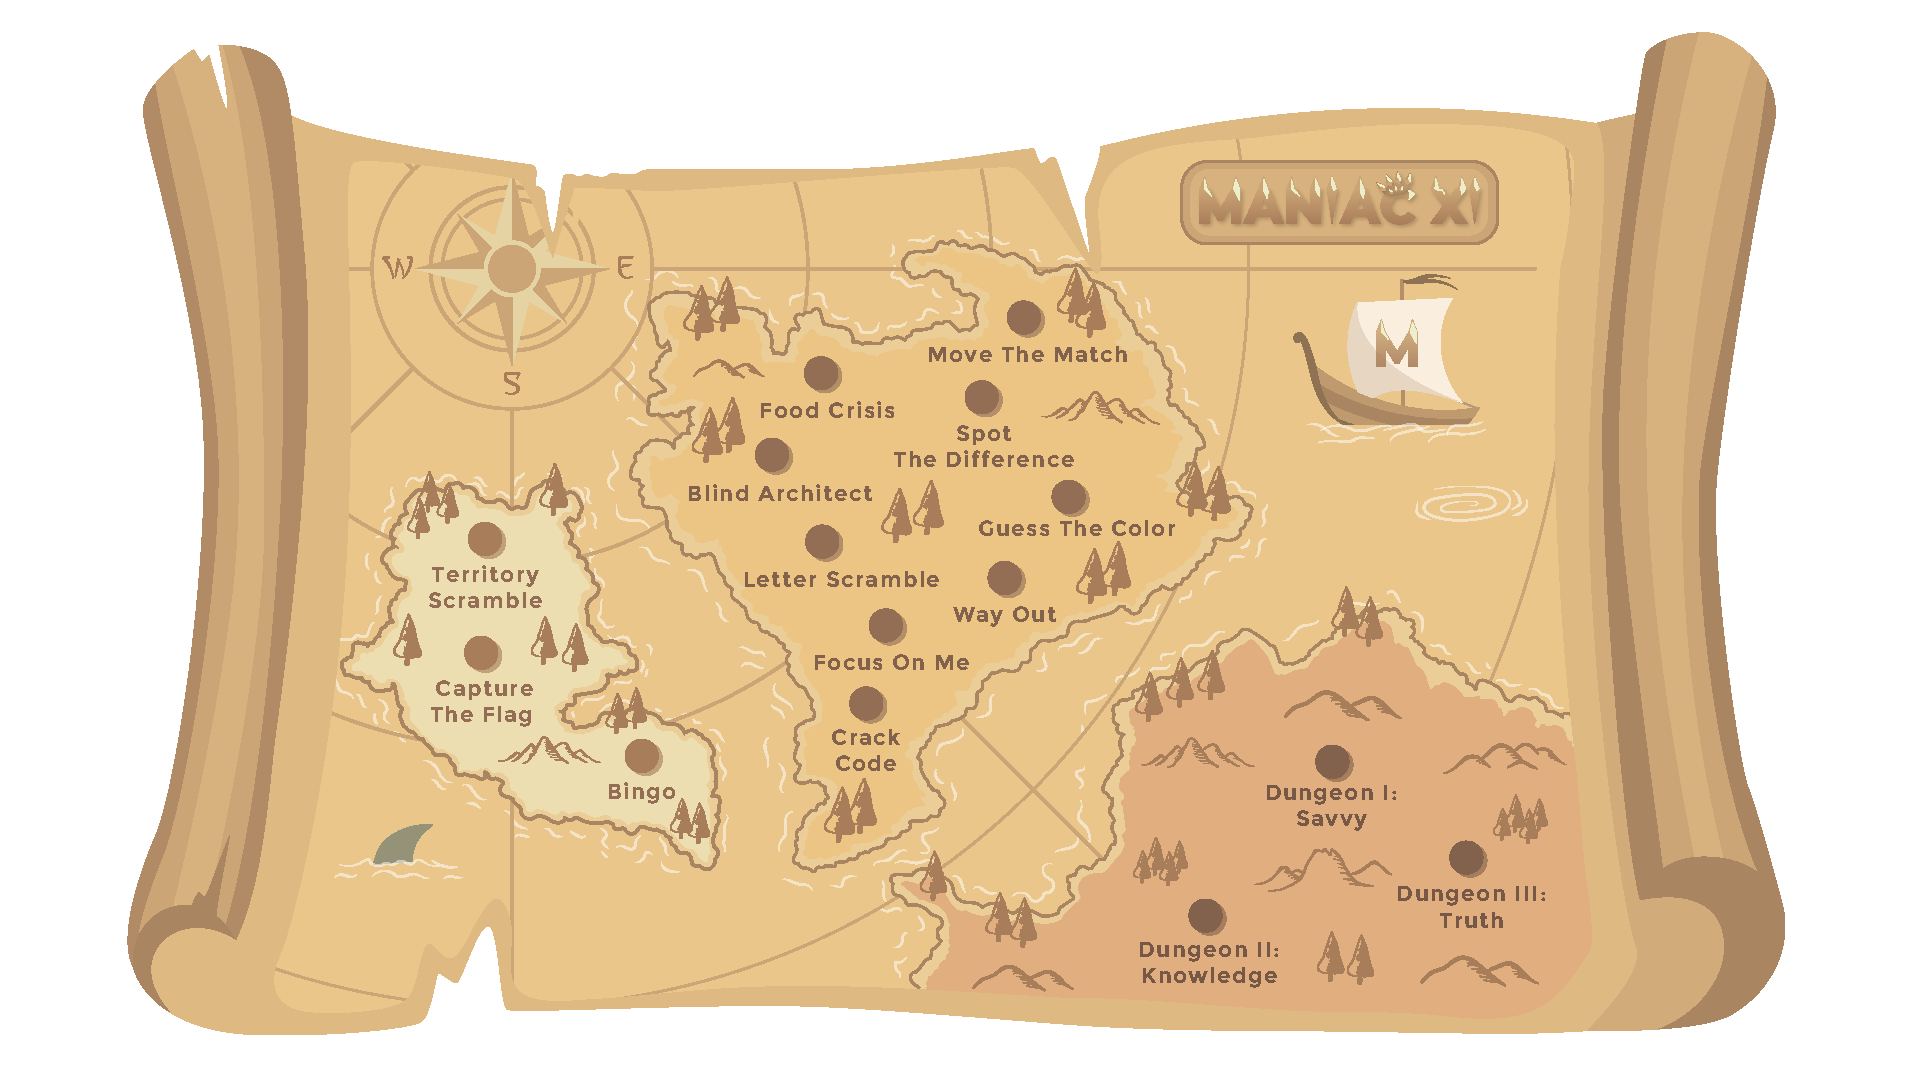 MANIAC XI
W
E
S
M
Move The Match
Food Crisis
Spot
The Difference
Blind Architect
Guess The Color
Letter Scramble
Way Out
Focus On Me
Crack
Code
Territory
Scramble
Capture
The Flag
Bingo
Dungeon I:
Savvy
Dungeon III:
Truth
Dungeon II:
Knowledge